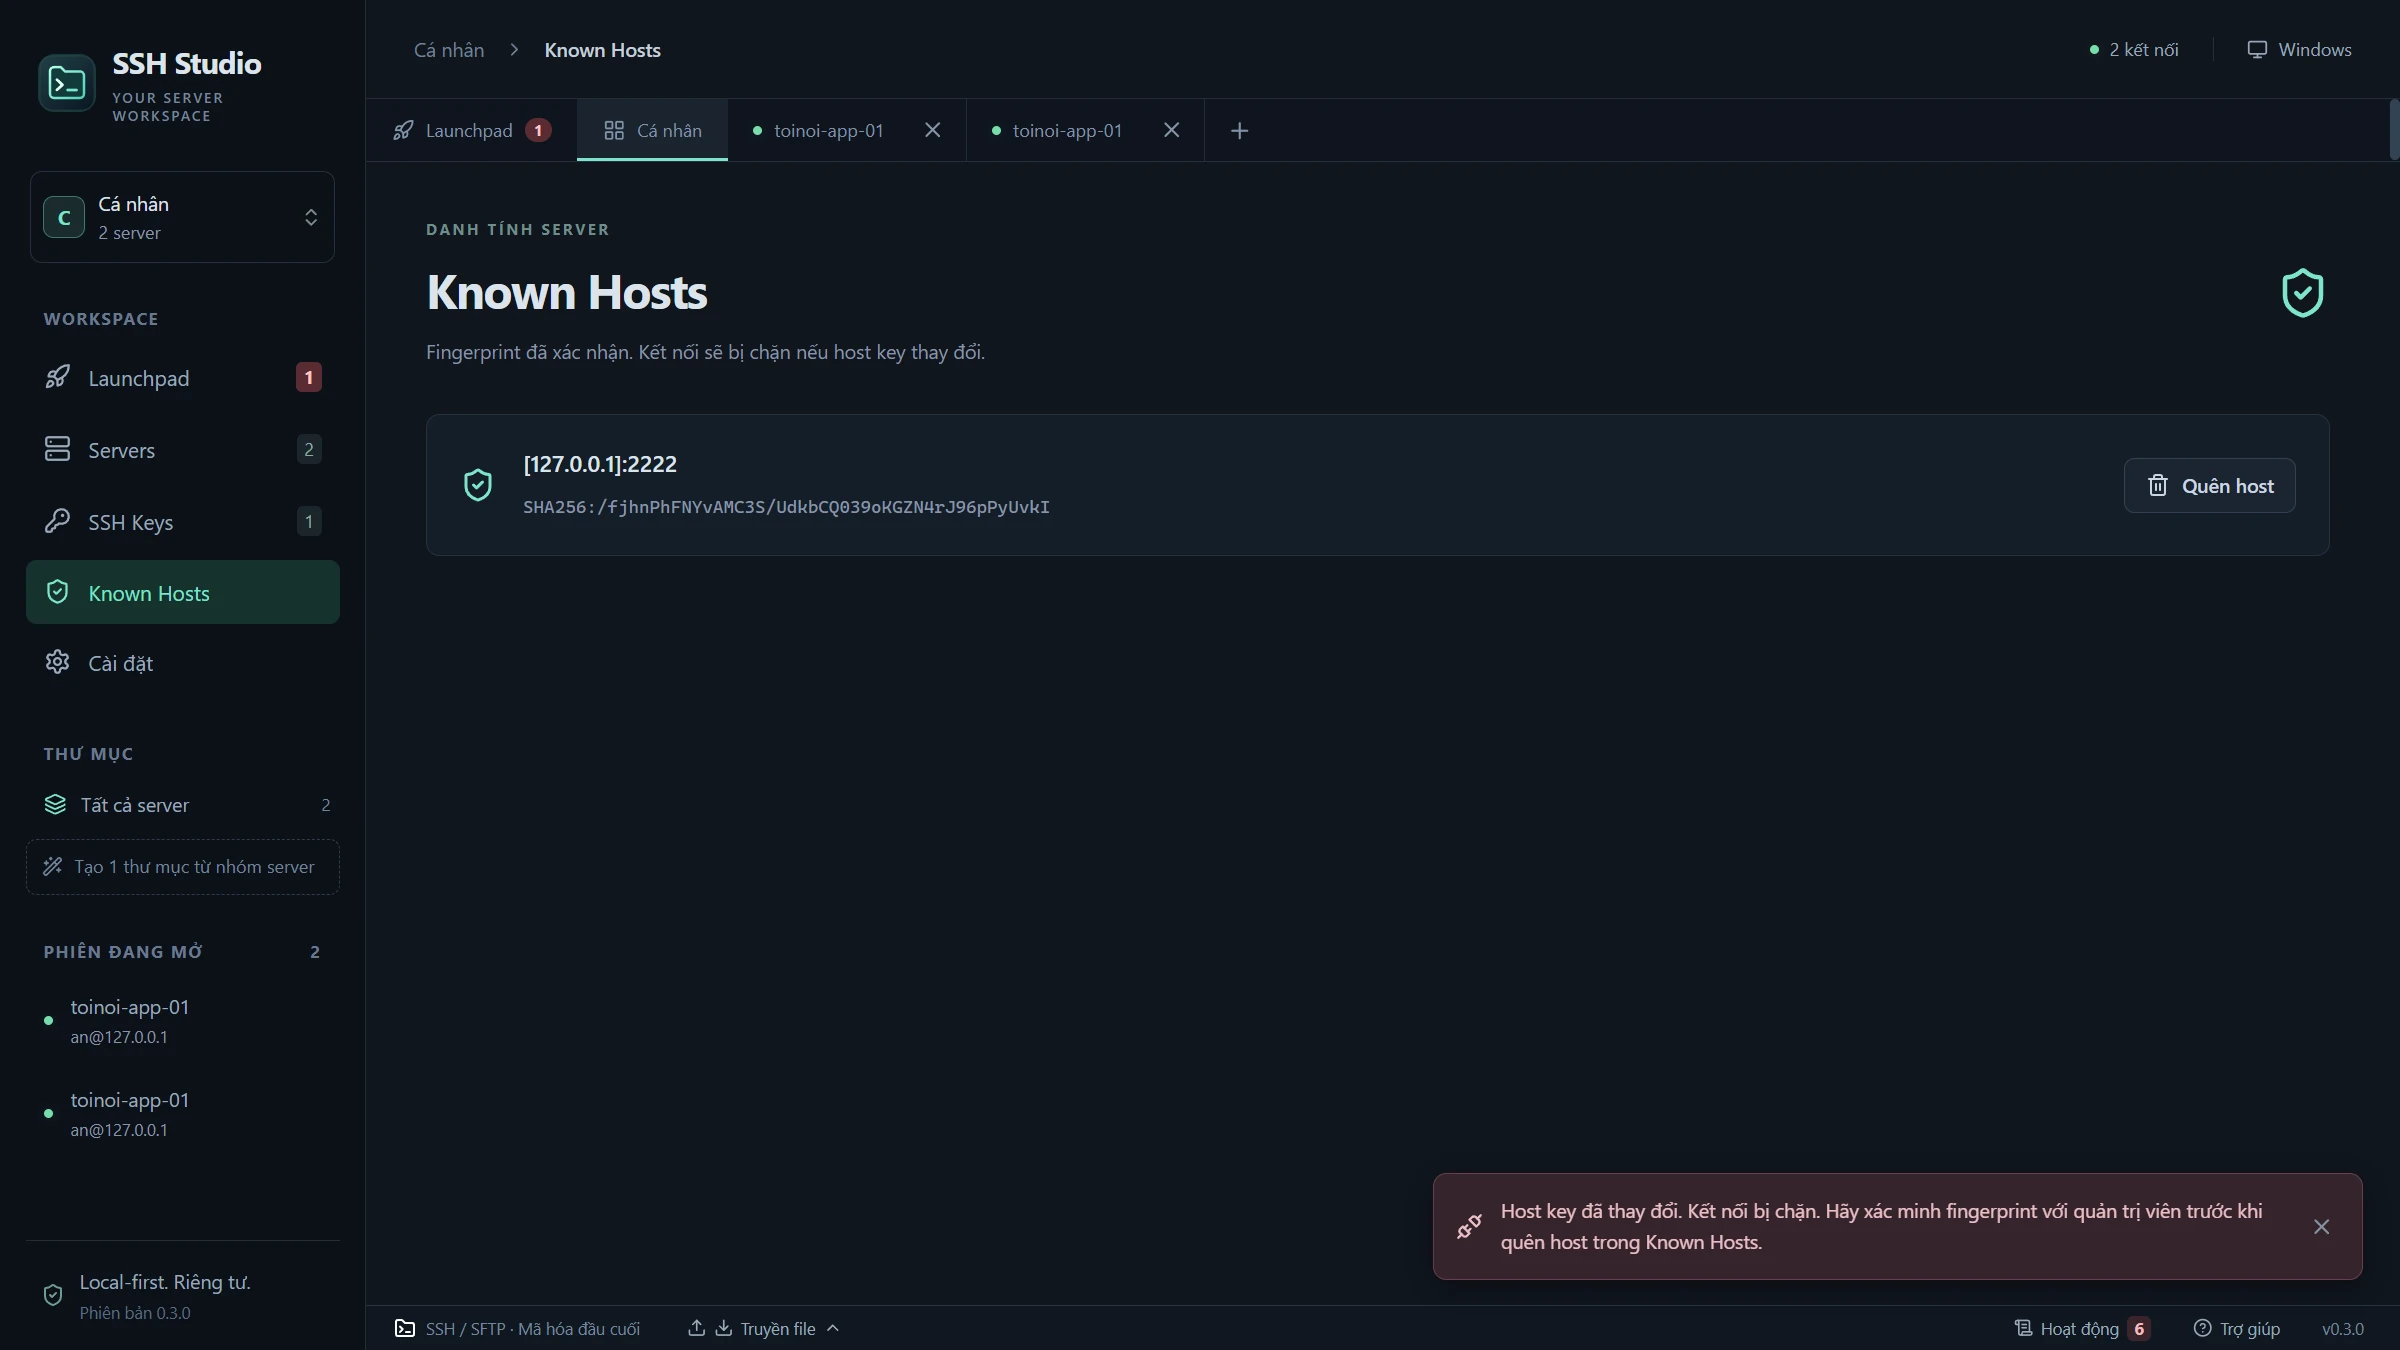 SSH Studio
YOUR SERVER
WORKSPACE
C
Cá nhân
2 server
WORKSPACE
Launchpad 1
Servers 2
SSH Keys 1
Known Hosts
Cài đặt
THƯ MỤC
Tất cả server 2
Tạo 1 thư mục từ nhóm server
PHIÊN ĐANG MỞ 2
toinoi-app-01
an@127.0.0.1
toinoi-app-01
an@127.0.0.1
Local-first. Riêng tư.
Phiên bản 0.3.0
Cá nhân > Known Hosts
2 kết nối
Windows
Launchpad 1
Cá nhân
toinoi-app-01
toinoi-app-01
DANH TÍNH SERVER
Known Hosts
Fingerprint đã xác nhận. Kết nối sẽ bị chặn nếu host key thay đổi.
[127.0.0.1]:2222
SHA256:/fjhnPhFNYvAMC3S/UdkbCQ039oKGZN4rJ96pPyUvkI
Quên host
Host key đã thay đổi. Kết nối bị chặn. Hãy xác minh fingerprint với quản trị viên trước khi
quên host trong Known Hosts.
SSH / SFTP · Mã hóa đầu cuối
Truyền file
Hoạt động 6
Trợ giúp
v0.3.0